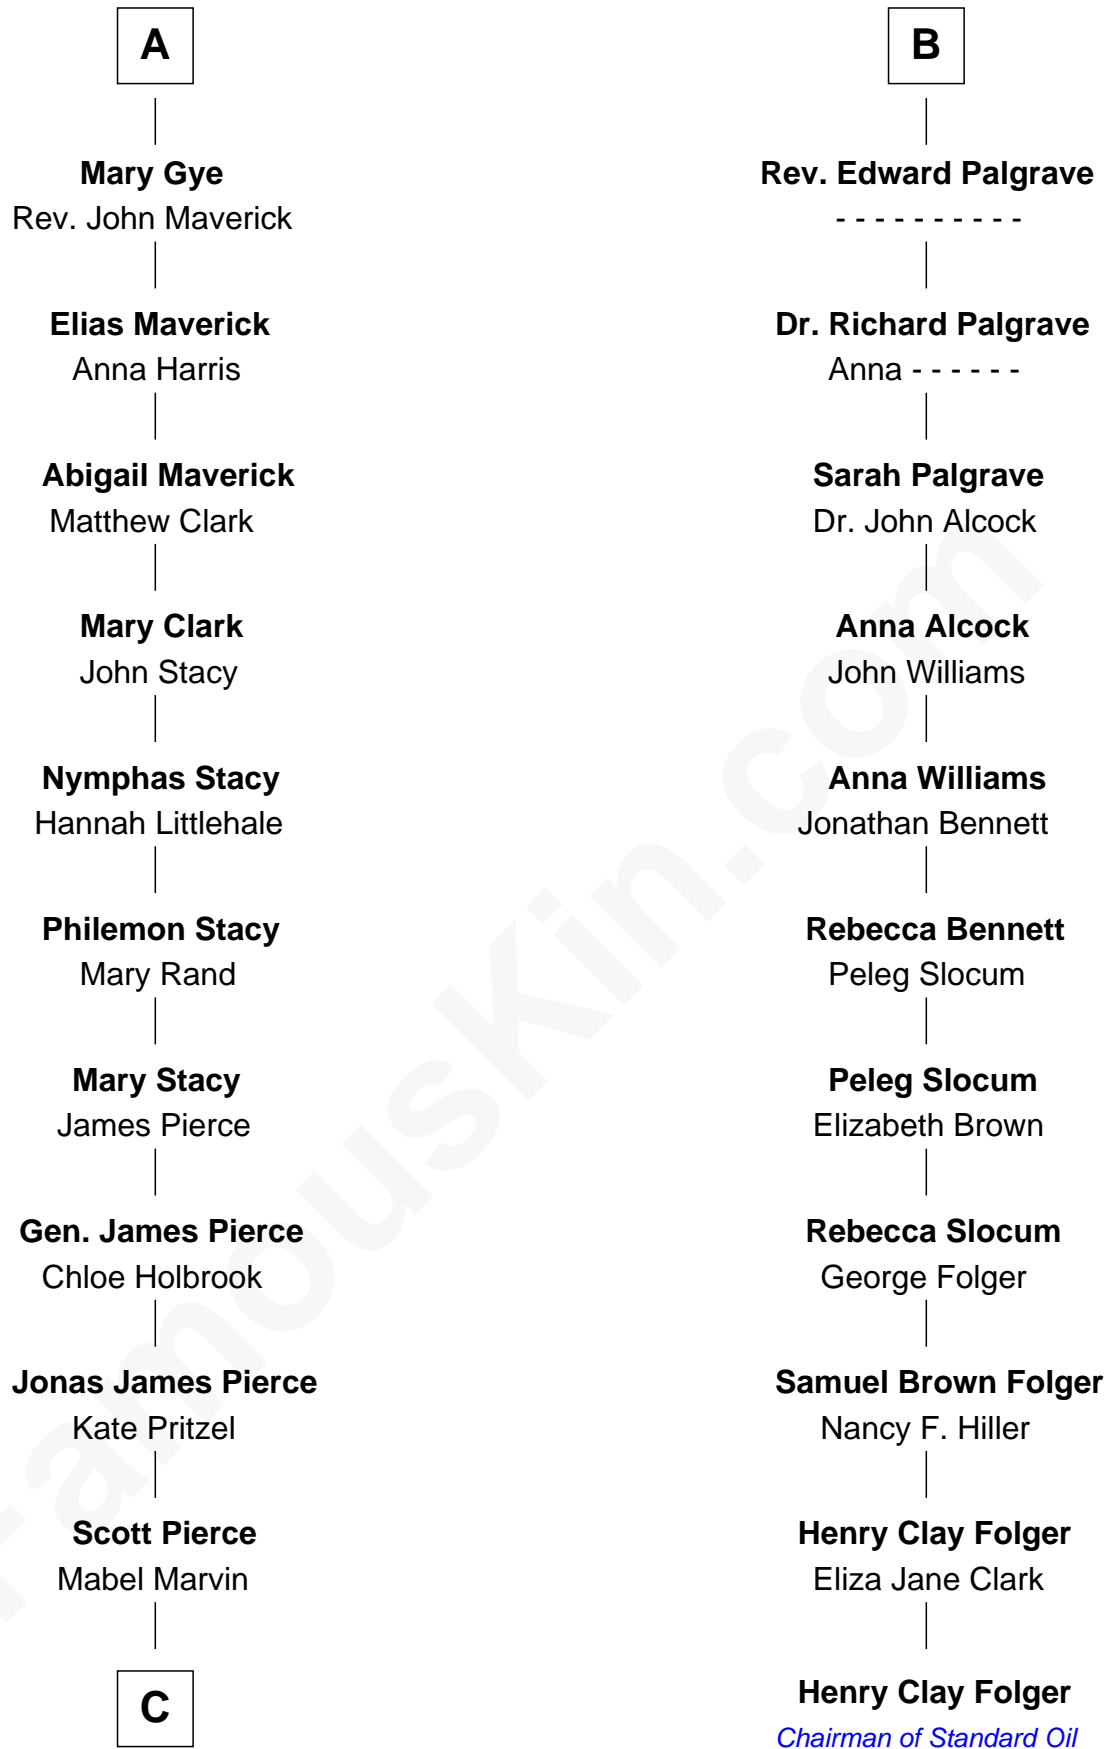 A
Mary Gye
Rev. John Maverick
Elias Maverick
Anna Harris
Abigail Maverick
Matthew Clark
Mary Clark
John Stacy
Nymphas Stacy
Hannah Littlehale
Philemon Stacy
Mary Rand
Mary Stacy
James Pierce
Gen. James Pierce
Chloe Holbrook
Jonas James Pierce
Kate Pritzel
Scott Pierce
Mabel Marvin
C
B
Rev. Edward Palgrave
- - - - - - - - - -
Dr. Richard Palgrave
Anna - - - - - -
Sarah Palgrave
Dr. John Alcock
Anna Alcock
John Williams
Anna Williams
Jonathan Bennett
Rebecca Bennett
Peleg Slocum
Peleg Slocum
Elizabeth Brown
Rebecca Slocum
George Folger
Samuel Brown Folger
Nancy F. Hiller
Henry Clay Folger
Eliza Jane Clark
Henry Clay Folger
Chairman of Standard Oil
FamousKin.com